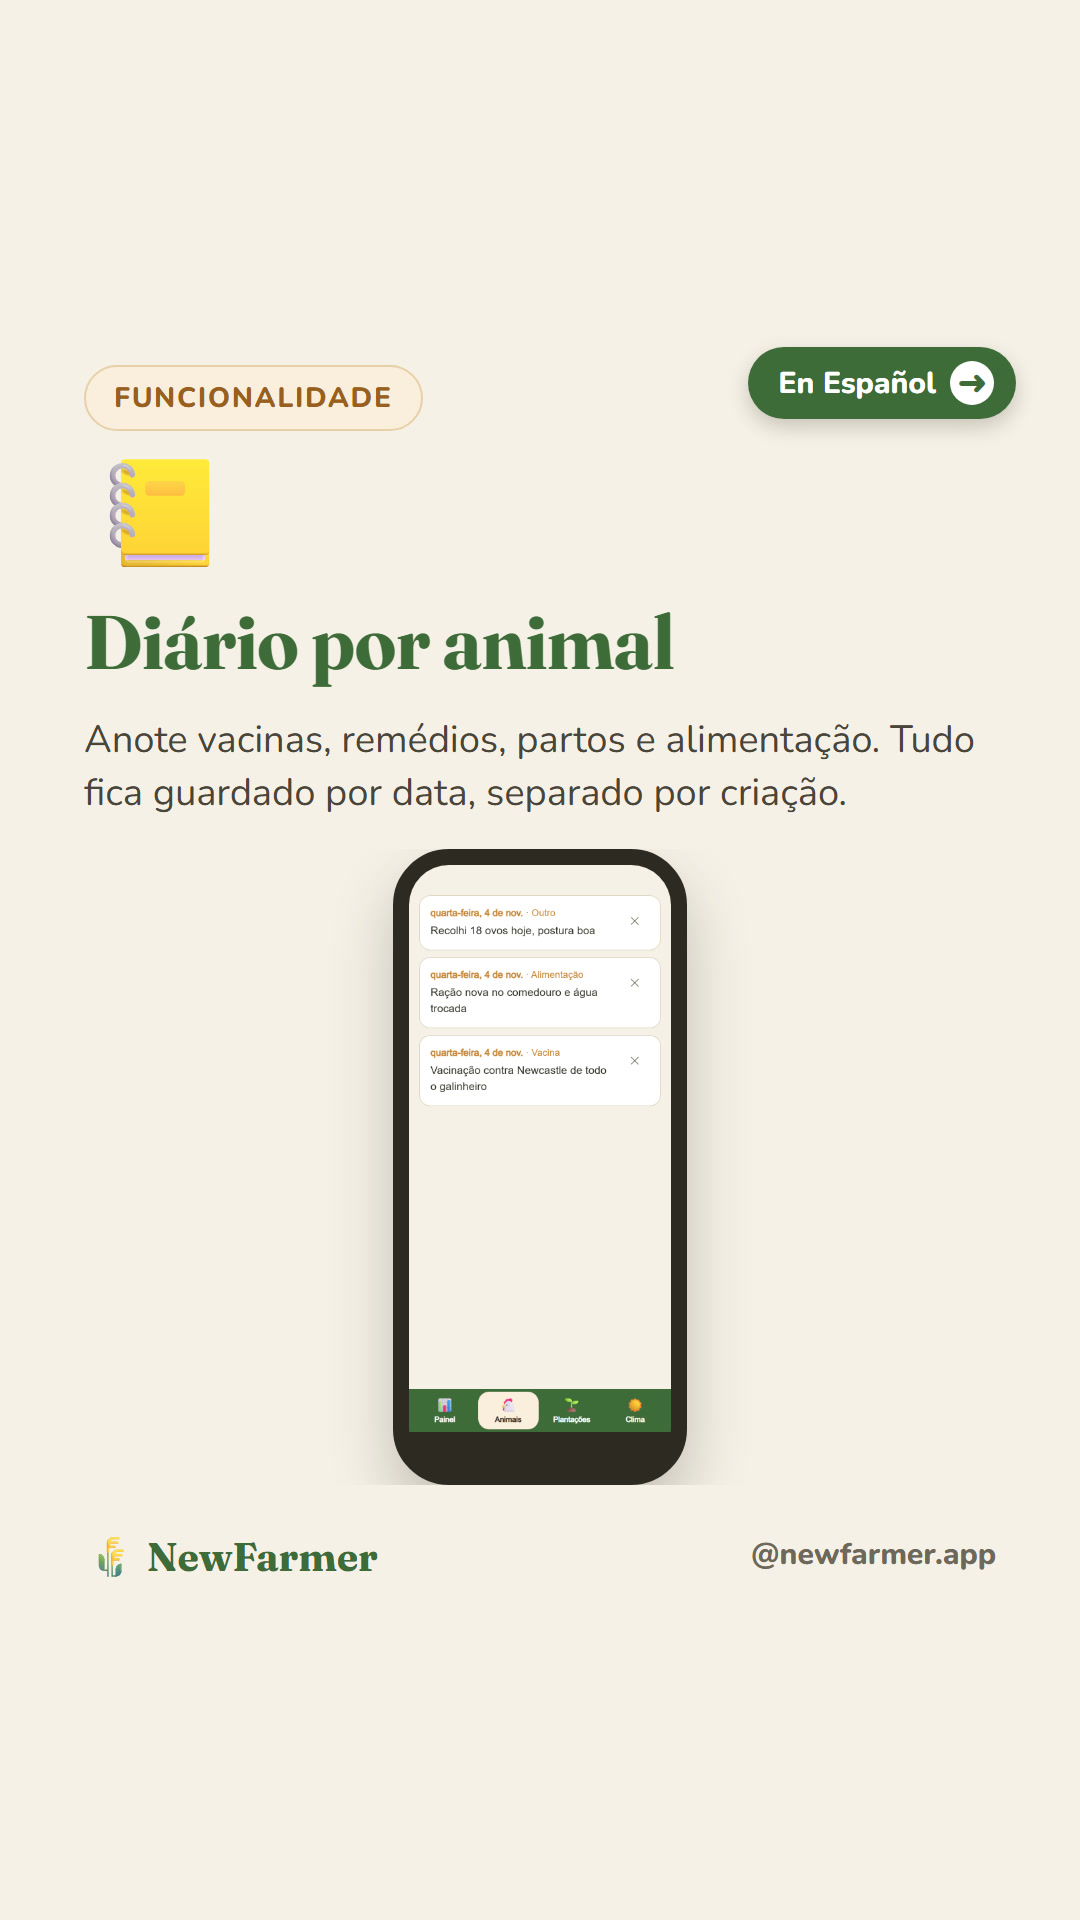 FUNCIONALIDADE
En Español
Diário por animal
Anote vacinas, remédios, partos e alimentação. Tudo
fica guardado por data, separado por criação.
quarta-feira, 4 de nov. · Outro
Recolhi 18 ovos hoje, postura boa
quarta-feira, 4 de nov. · Alimentação
Ração nova no comedouro e água
trocada
quarta-feira, 4 de nov. · Vacina
Vacinação contra Newcastle de todo
o galinheiro
Painel
Animais
Plantações
Clima
NewFarmer
@newfarmer.app